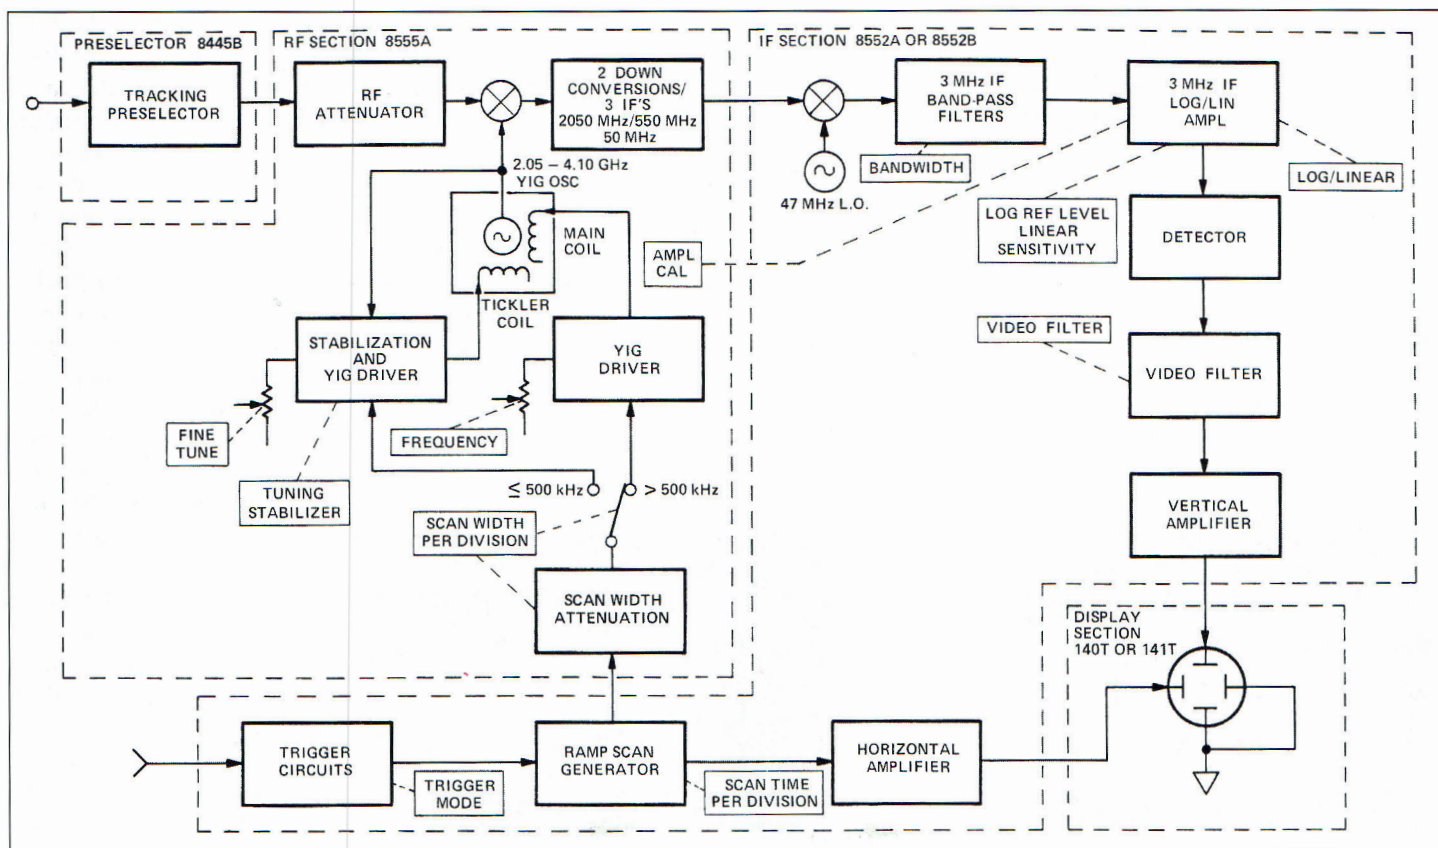 PRESELECTOR 8445B
TRACKING
PRESELECTOR
RF SECTION 8555A
RF
ATTENUATOR
2 DOWN
CONVERSIONS/
3 IF'S
2050 MHz/550 MHz
50 MHz
2.05 – 4.10 GHz
YIG OSC
MAIN
COIL
TICKLER
COIL
STABILIZATION
AND
YIG DRIVER
YIG
DRIVER
FINE
TUNE
FREQUENCY
TUNING
STABILIZER
≦ 500 kHz
> 500 kHz
SCAN WIDTH
PER DIVISION
SCAN WIDTH
ATTENUATION
IF SECTION 8552A OR 8552B
3 MHz IF
BAND-PASS
FILTERS
3 MHz IF
LOG/LIN
AMPL
BANDWIDTH
47 MHz L.O.
LOG/LINEAR
LOG REF LEVEL
LINEAR
SENSITIVITY
AMPL
CAL
DETECTOR
VIDEO FILTER
VIDEO FILTER
VERTICAL
AMPLIFIER
DISPLAY
SECTION
140T OR 141T
TRIGGER
CIRCUITS
TRIGGER
MODE
RAMP SCAN
GENERATOR
SCAN TIME
PER DIVISION
HORIZONTAL
AMPLIFIER